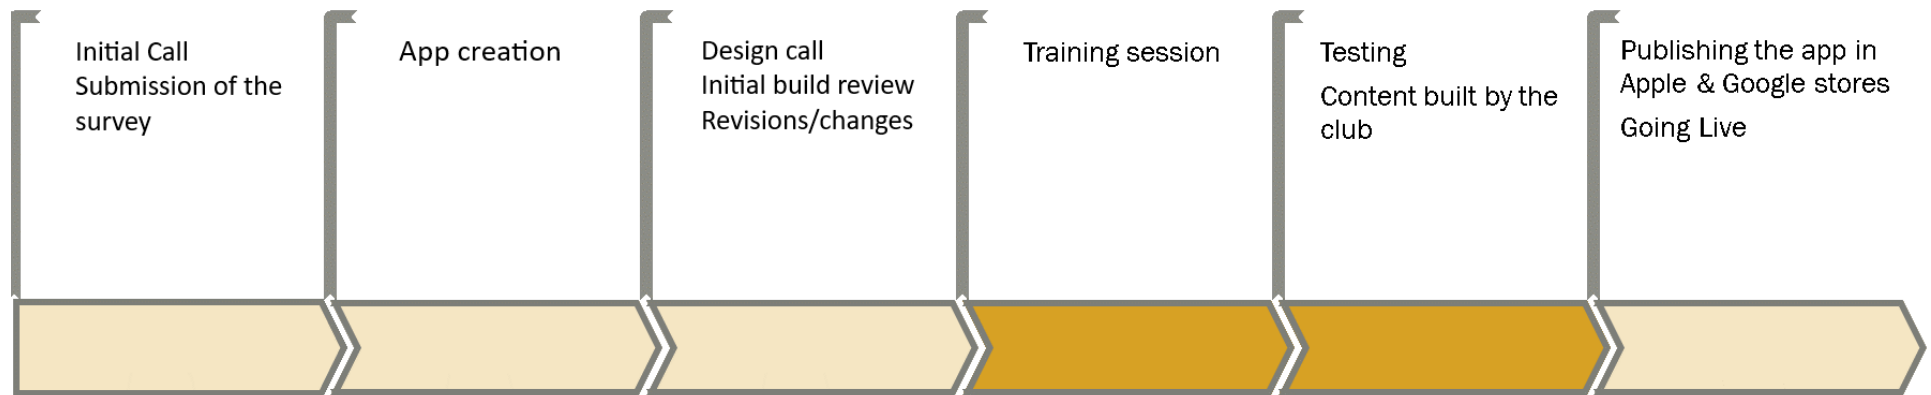 Initial Call
Submission of the
survey
App creation
Design call
Initial build review
Revisions/changes
Training session
Testing
Content built by the
club
Publishing the app in
Apple & Google stores
Going Live